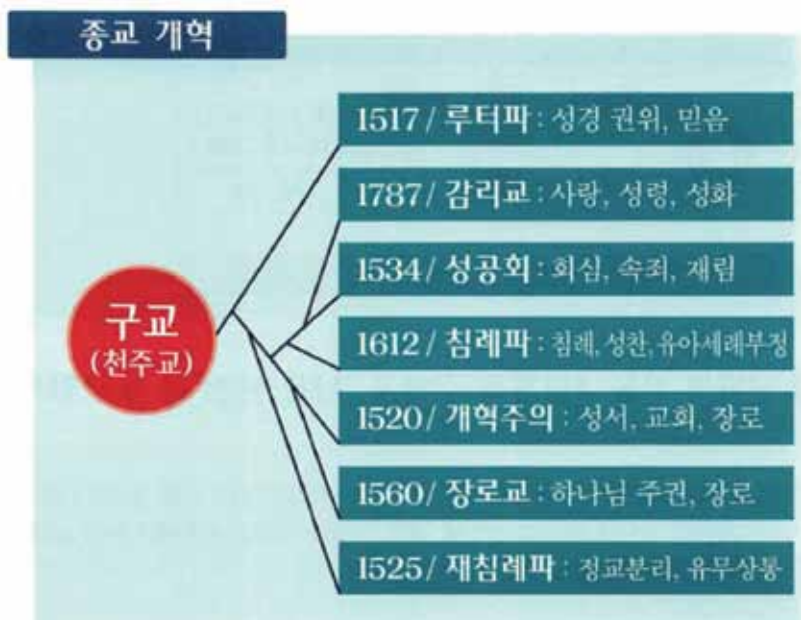 종교 개혁
1517 / 루터파 : 성경 권위, 믿음
1787 / 감리교 : 사랑, 성령, 성화
1534 / 성공회 : 회심, 속죄, 재림
구교
(천주교)
1612 / 침례파 : 침례, 성찬, 유아세례부정
1520 / 개혁주의 : 성서, 교회, 장로
1560 / 장로교 : 하나님 주권, 장로
1525 / 재침례파 : 정교분리, 유무상통